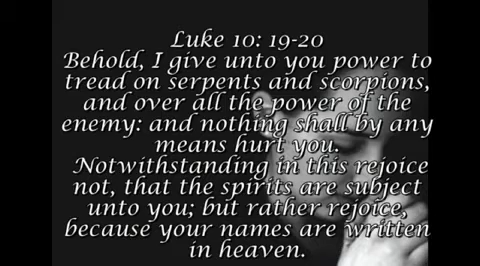 Luke 10: 19-20
Behold, I give unto you power to
tread on serpents and scorpions,
and over all the power of the
enemy: and nothing shall by any
means hurt you.
Notwithstanding in this rejoice
not, that the spirits are subject
unto you; but rather rejoice,
because your names are written
in heaven.